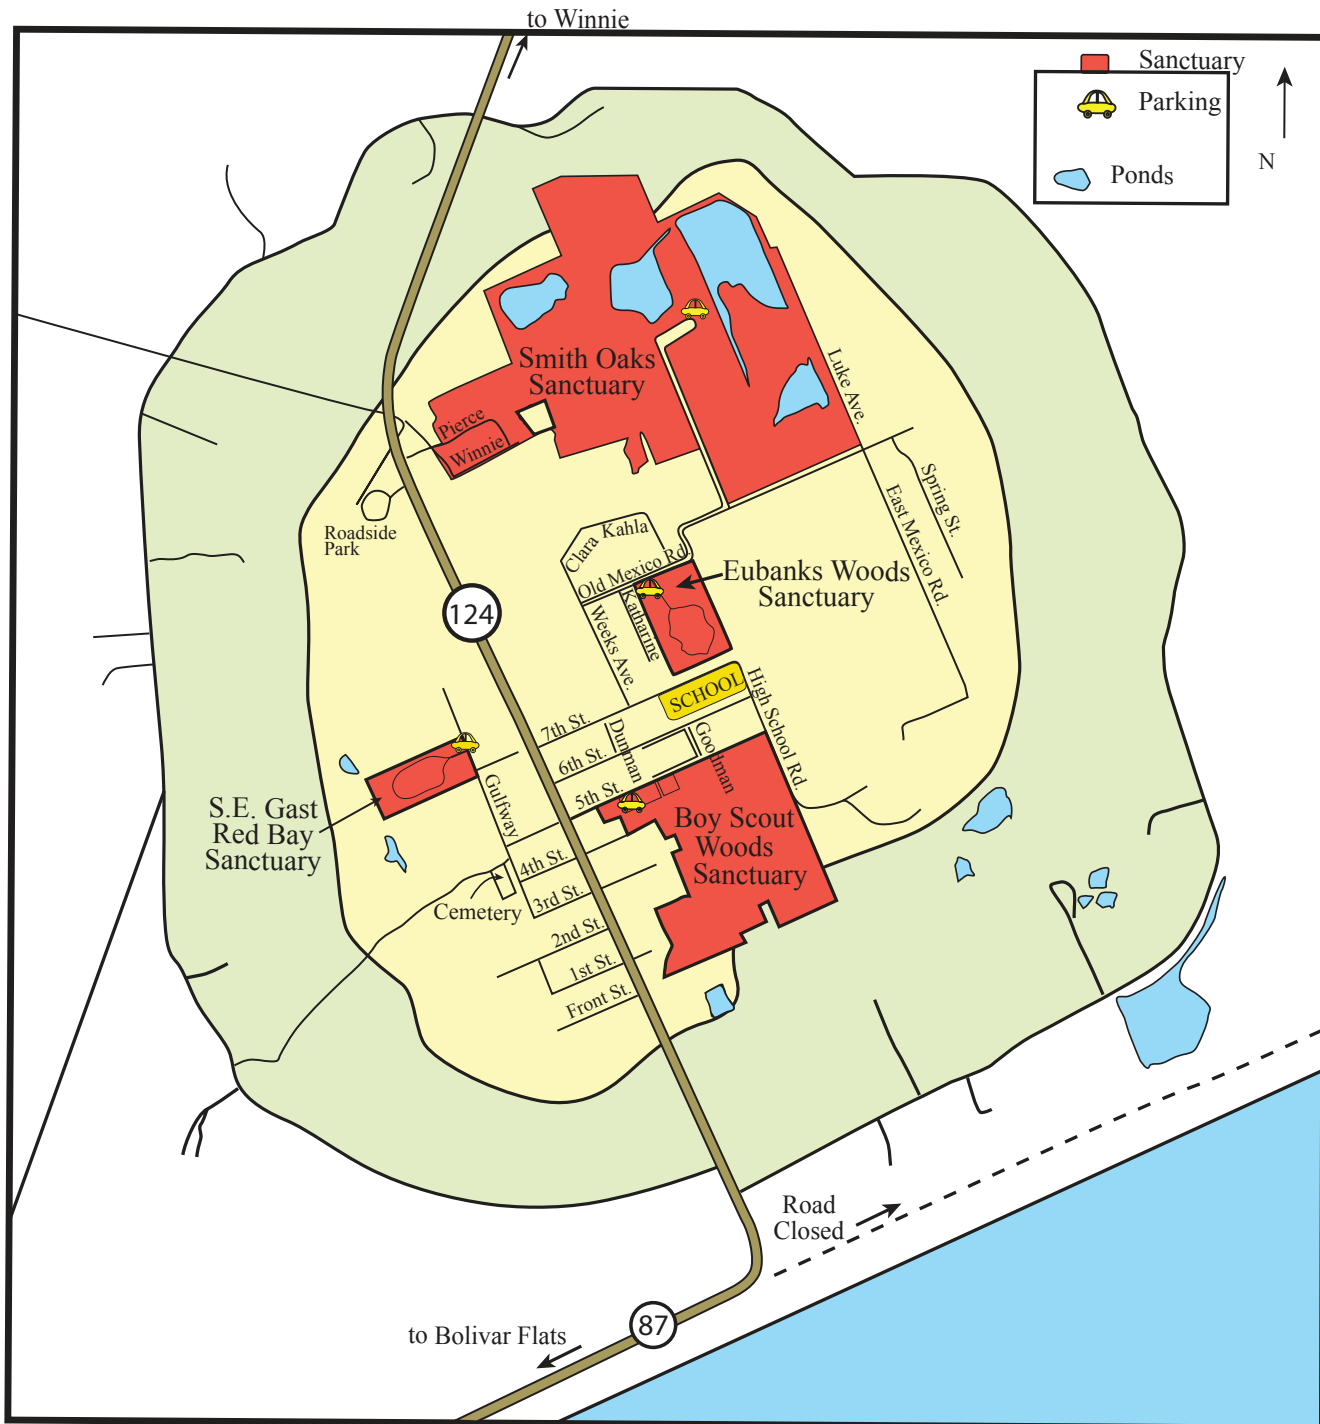 to Winnie
Sanctuary
Parking
N
Ponds
Smith Oaks
Sanctuary
Luke Ave.
Pierce
Winnie
Spring St.
East Mexico Rd.
Roadside
Park
Clara Kahla
Old Mexico Rd.
Eubanks Woods
Sanctuary
124
Katharine
Weeks Ave.
SCHOOL
High School Rd.
7th St.
6th St.
Dunman
Goodman
5th St.
Gulfway
S.E. Gast
Red Bay
Sanctuary
Boy Scout
Woods
Sanctuary
4th St.
3rd St.
Cemetery
2nd St.
1st St.
Front St.
Road
Closed
87
to Bolivar Flats